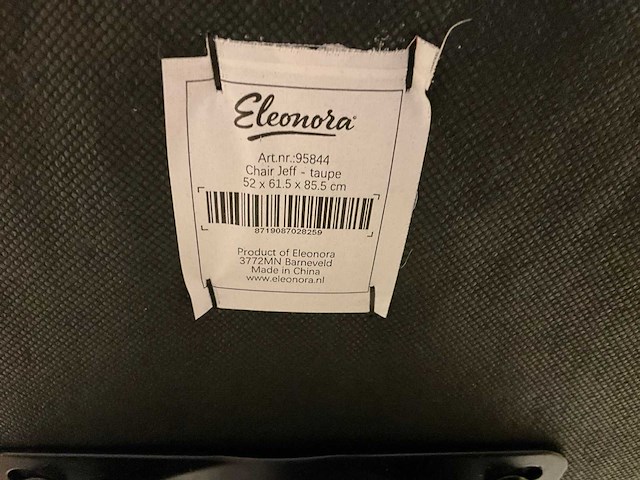 Eleonora®
Art.nr.:95844
Chair Jeff - taupe
52 x 61.5 x 85.5 cm
8719087028259
Product of Eleonora
3772MN Barneveld
Made in China
www.eleonora.nl